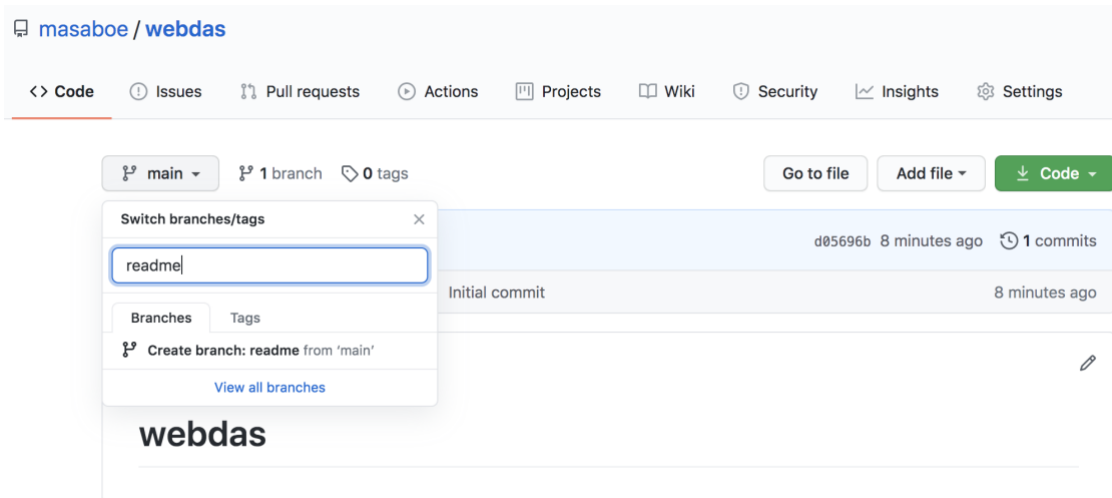 masaboe / webdas
Code Issues Pull requests Actions Projects Wiki Security Insights Settings
main 1 branch 0 tags Go to file Add file Code
Switch branches/tags
d05696b 8 minutes ago 1 commits
readme
Initial commit 8 minutes ago
Branches Tags
Create branch: readme from ‘main’
View all branches
webdas